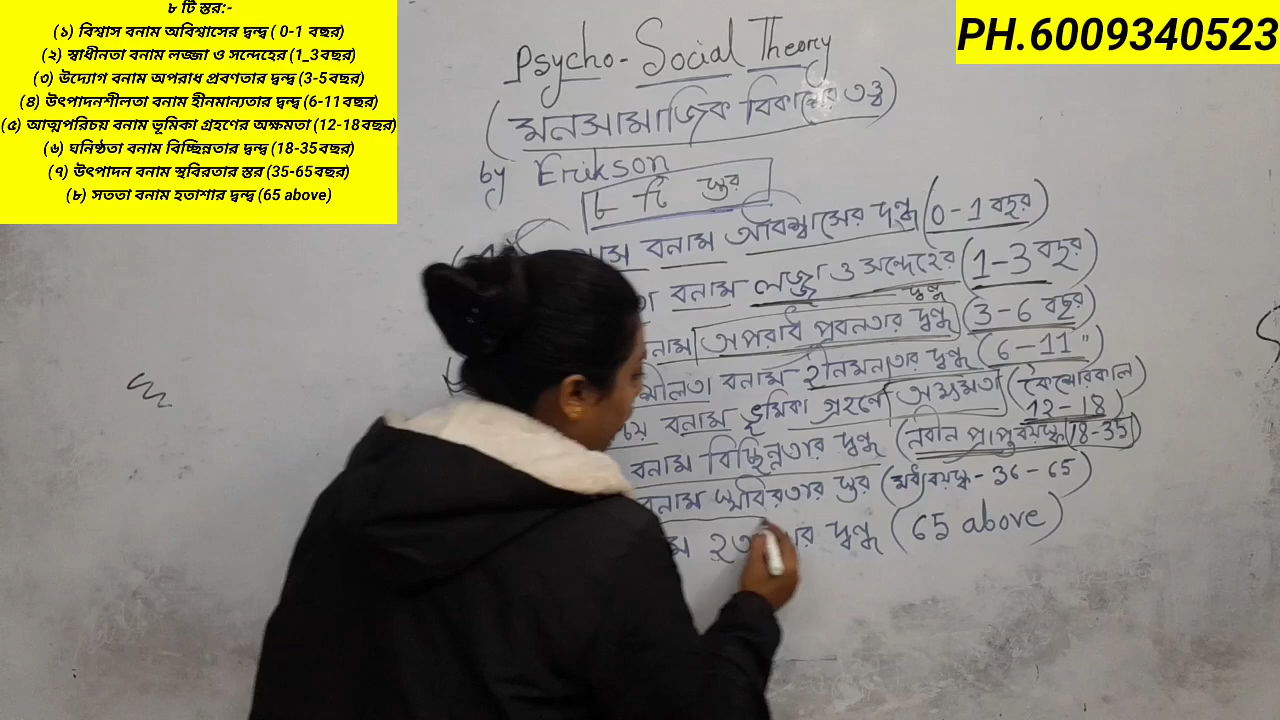 ৮ টি স্তর:-
(১) বিশ্বাস বনাম অবিশ্বাসের দ্বন্দ্ব ( 0-1 বছর)
(২) স্বাধীনতা বনাম লজ্জা ও সন্দেহের (1_3বছর)
(৩) উদ্যোগ বনাম অপরাধ প্রবণতার দ্বন্দ্ব (3-5বছর)
(৪) উৎপাদনশীলতা বনাম হীনমান্যতার দ্বন্দ্ব (6-11বছর)
(৫) আত্মপরিচয় বনাম ভূমিকা গ্রহণের অক্ষমতা (12-18বছর)
(৬) ঘনিষ্ঠতা বনাম বিচ্ছিন্নতার দ্বন্দ্ব (18-35বছর)
(৭) উৎপাদন বনাম স্থবিরতার স্তর (35-65বছর)
(৮) সততা বনাম হতাশার দ্বন্দ্ব (65 above)
PH.6009340523
Psycho-Social Theory
(মনসামাজিক বিকাশের তত্ত্ব)
by Erikson
৮ টি স্তর
বনাম অবিশ্বাসের দ্বন্দ্ব (0-1 বছর)
বনাম লজ্জা ও সন্দেহের (1-3 বছর)
দ্বন্দ্ব
অপরাধ প্রবনতার দ্বন্দ্ব (3-6 বছর)
বনাম হীনমন্যতার দ্বন্দ্ব (6-11 ")
বনাম ভূমিকা গ্রহণে অক্ষমতা (কৈশোরকাল
12-18)
বনাম বিচ্ছিন্নতার দ্বন্দ্ব (নবীন প্রাপ্তবয়স্ক 18-35)
বনাম স্থবিরতার স্তর (মধ্যবয়স্ক - 36-65)
দ্বন্দ্ব (65 above)